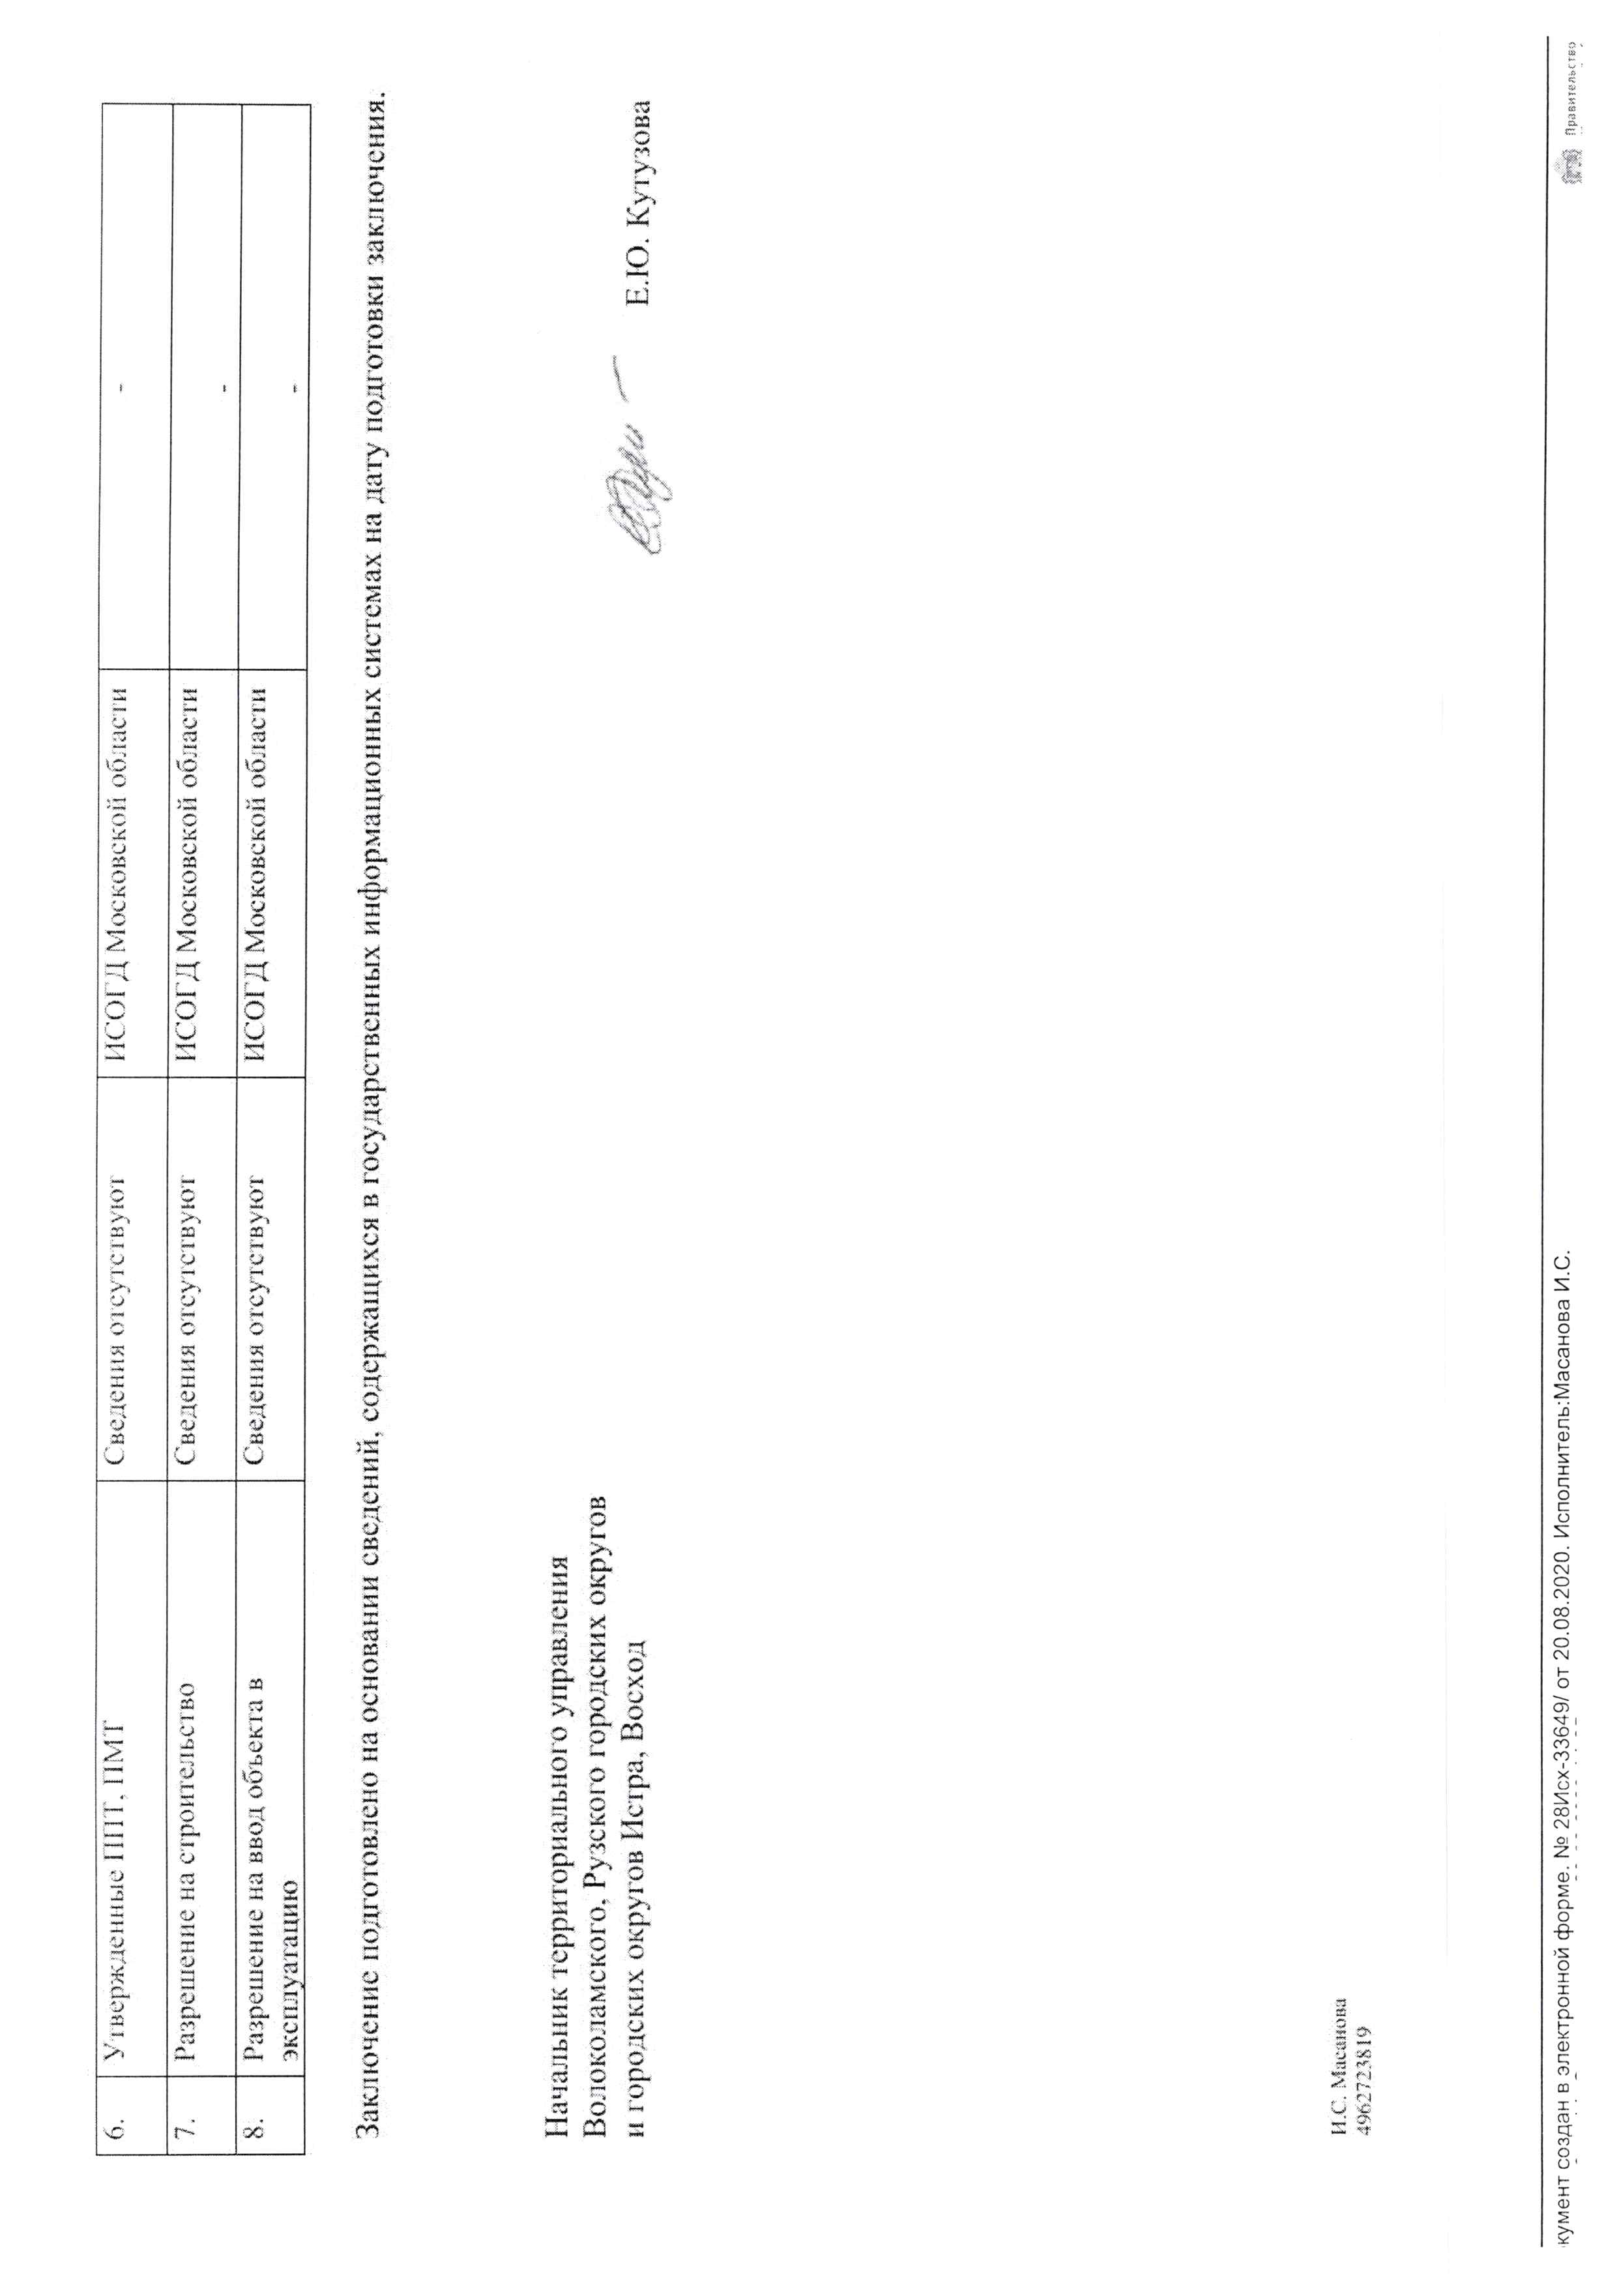 6. Утвержденные ППТ, ПМТ Сведения отсутствуют ИСОГД Московской области -
7. Разрешение на строительство Сведения отсутствуют ИСОГД Московской области -
8. Разрешение на ввод объекта в Сведения отсутствуют ИСОГД Московской области -
эксплуатацию
Заключение подготовлено на основании сведений, содержащихся в государственных информационных системах на дату подготовки заключения.
Начальник территориального управления
Волоколамского, Рузского городских округов
и городских округов Истра, Восход Е.Ю. Кутузова
И.С. Масанова
4962723819
кумент создан в электронной форме. № 28Исх-33649/ от 20.08.2020. Исполнитель:Масанова И.С.
Правительство